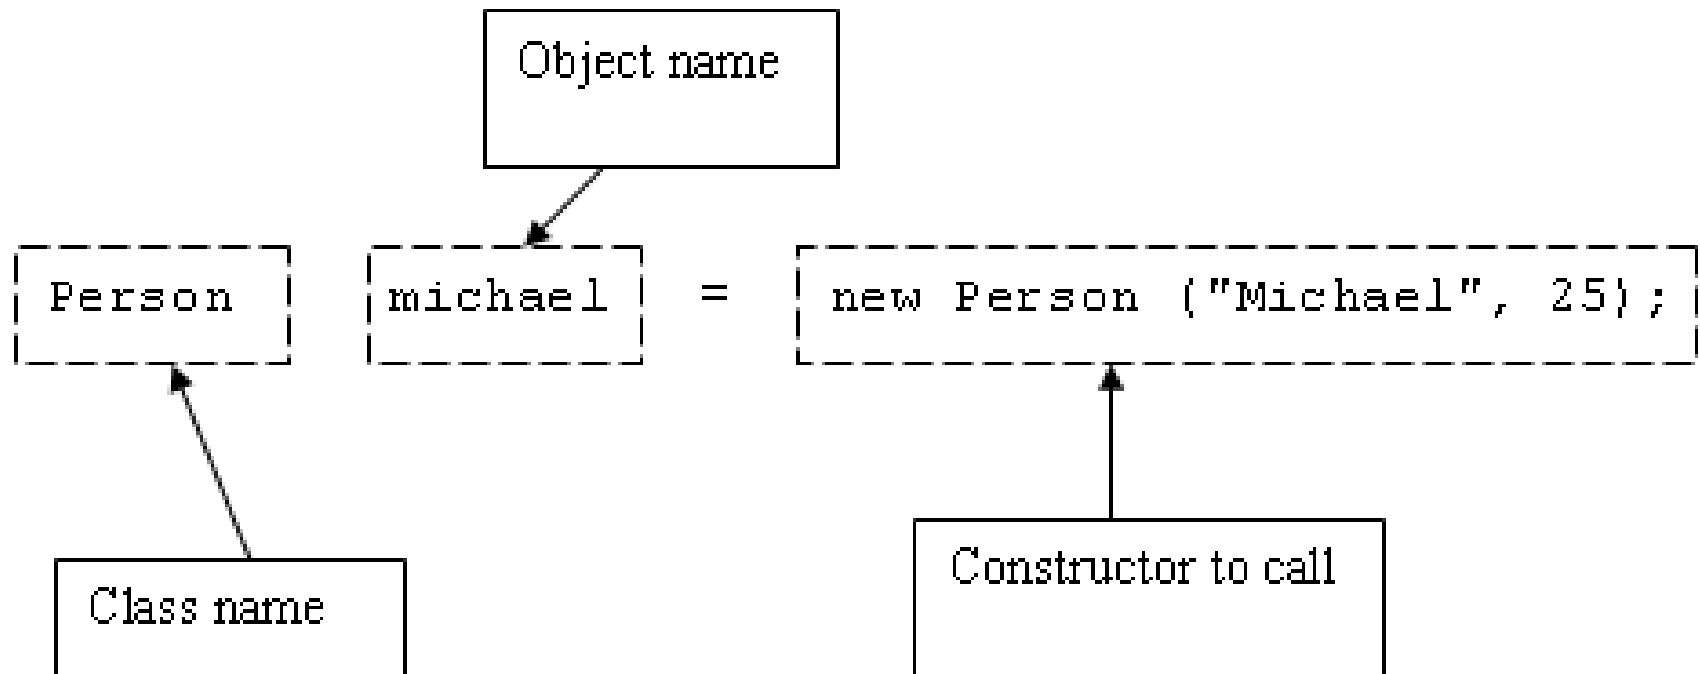 Object name
Person michael = new Person ("Michael", 25);
Class name
Constructor to call